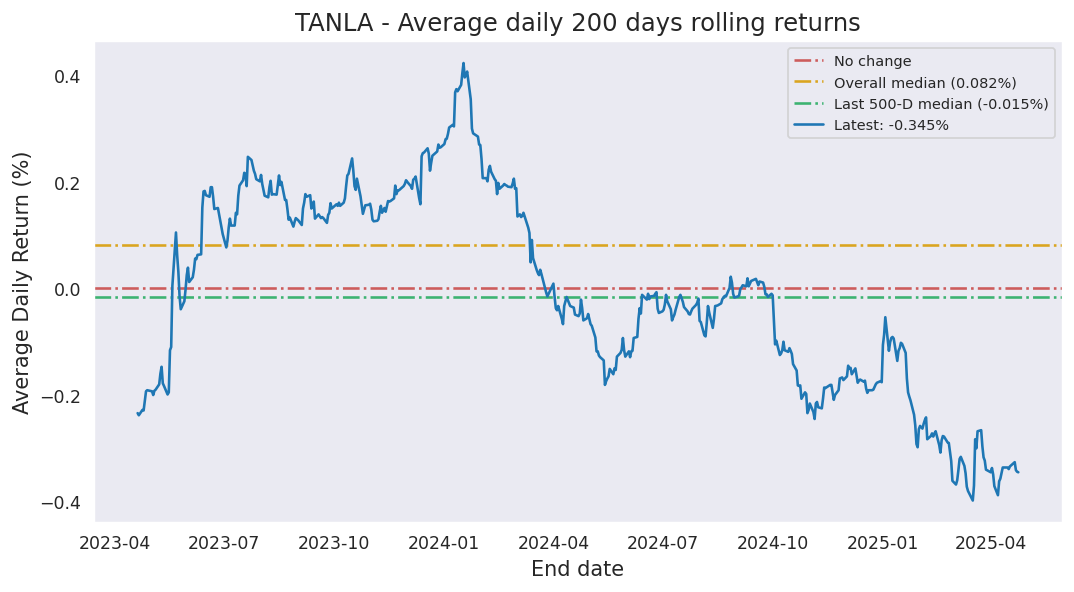 TANLA - Average daily 200 days rolling returns
No change
Overall median (0.082%)
Last 500-D median (-0.015%)
Latest: -0.345%
Average Daily Return (%)
0.4
0.2
0.0
−0.2
−0.4
2023-04 2023-07 2023-10 2024-01 2024-04 2024-07 2024-10 2025-01 2025-04
End date